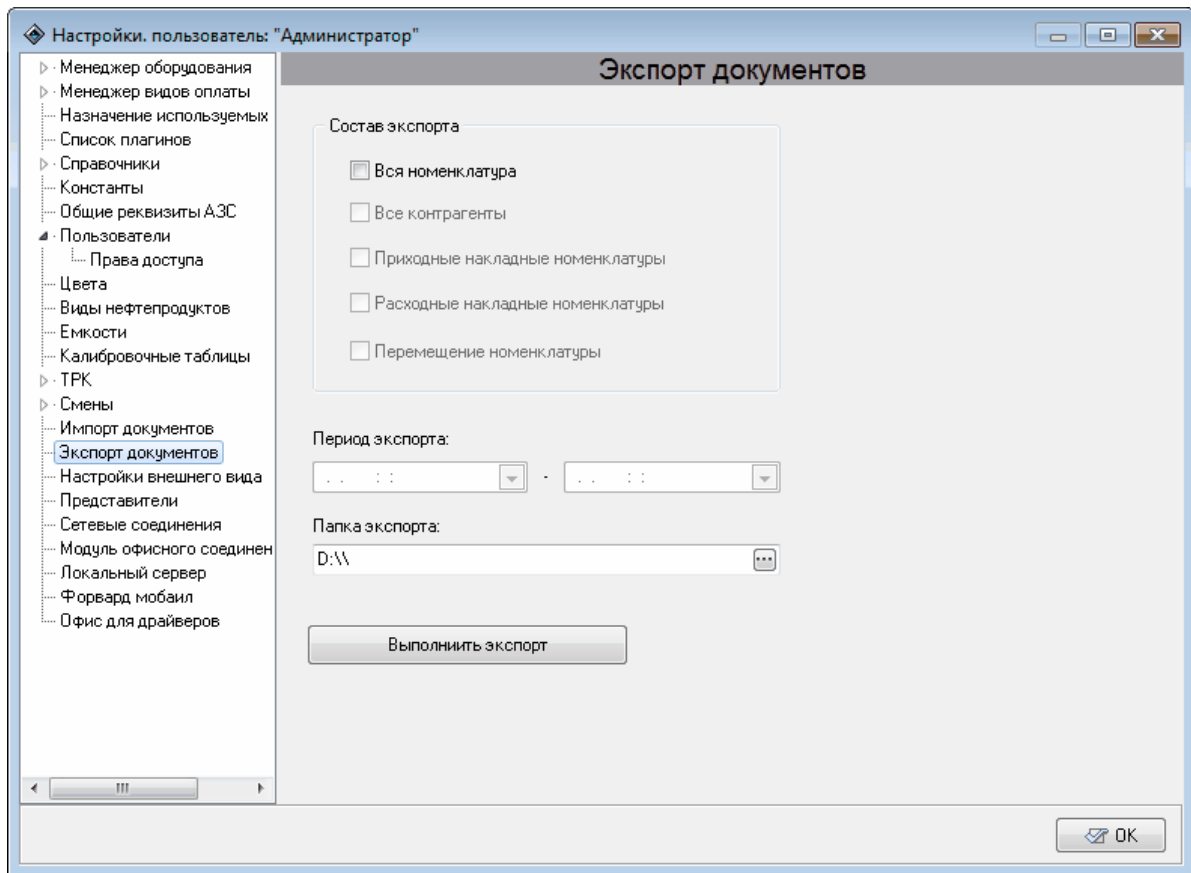 Настройки. пользователь: "Администратор"
Менеджер оборудования
Менеджер видов оплаты
Назначение используемых
Список плагинов
Справочники
Константы
Общие реквизиты АЗС
Пользователи
Права доступа
Цвета
Виды нефтепродуктов
Емкости
Калибровочные таблицы
ТРК
Смены
Импорт документов
Экспорт документов
Настройки внешнего вида
Представители
Сетевые соединения
Модуль офисного соединен
Локальный сервер
Форвард мобаил
Офис для драйверов
Экспорт документов
Состав экспорта
Вся номенклатура
Все контрагенты
Приходные накладные номенклатуры
Расходные накладные номенклатуры
Перемещение номенклатуры
Период экспорта:
. . : : - . . : :
Папка экспорта:
D:\\ ...
Выполниить экспорт
OK